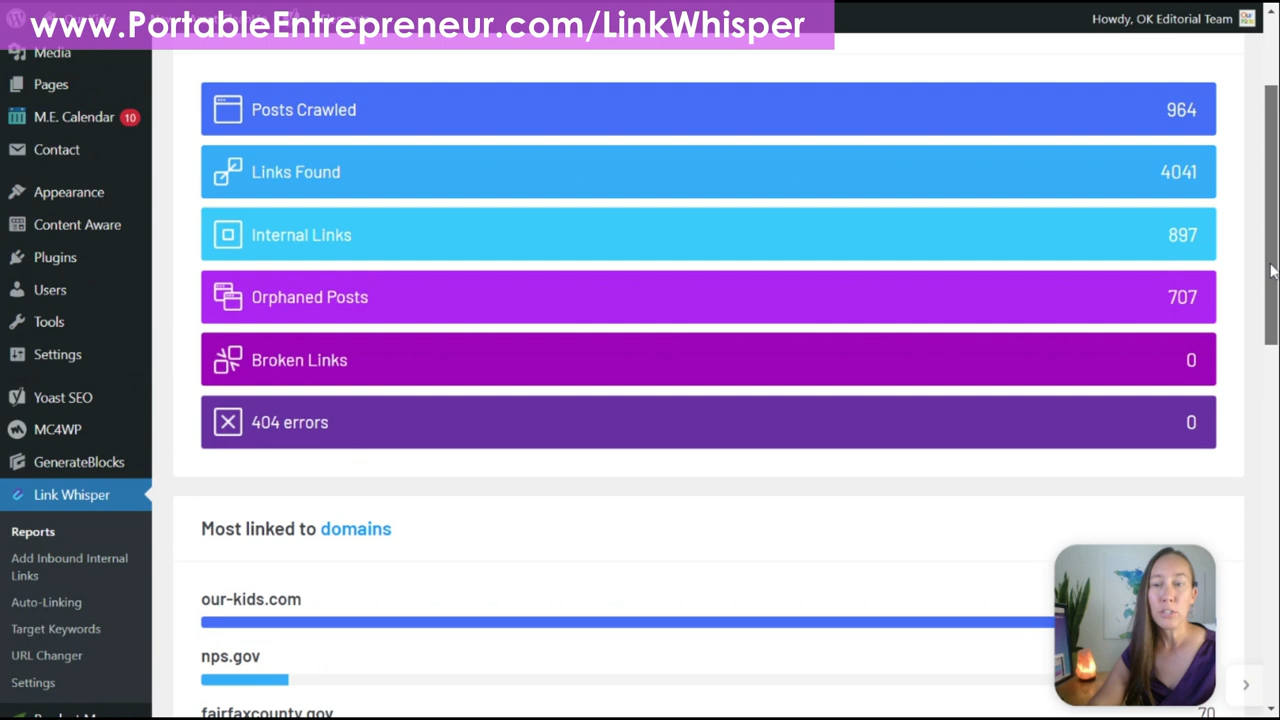 www.PortableEntrepreneur.com/LinkWhisper
Howdy, OK Editorial Team
Media
Pages
M.E. Calendar 10
Contact
Appearance
Content Aware
Plugins
Users
Tools
Settings
Yoast SEO
MC4WP
GenerateBlocks
Link Whisper
Reports
Add Inbound Internal
Links
Auto-Linking
Target Keywords
URL Changer
Settings
Posts Crawled 964
Links Found 4041
Internal Links 897
Orphaned Posts 707
Broken Links 0
404 errors 0
Most linked to domains
our-kids.com
nps.gov
fairfaxcounty.gov
70